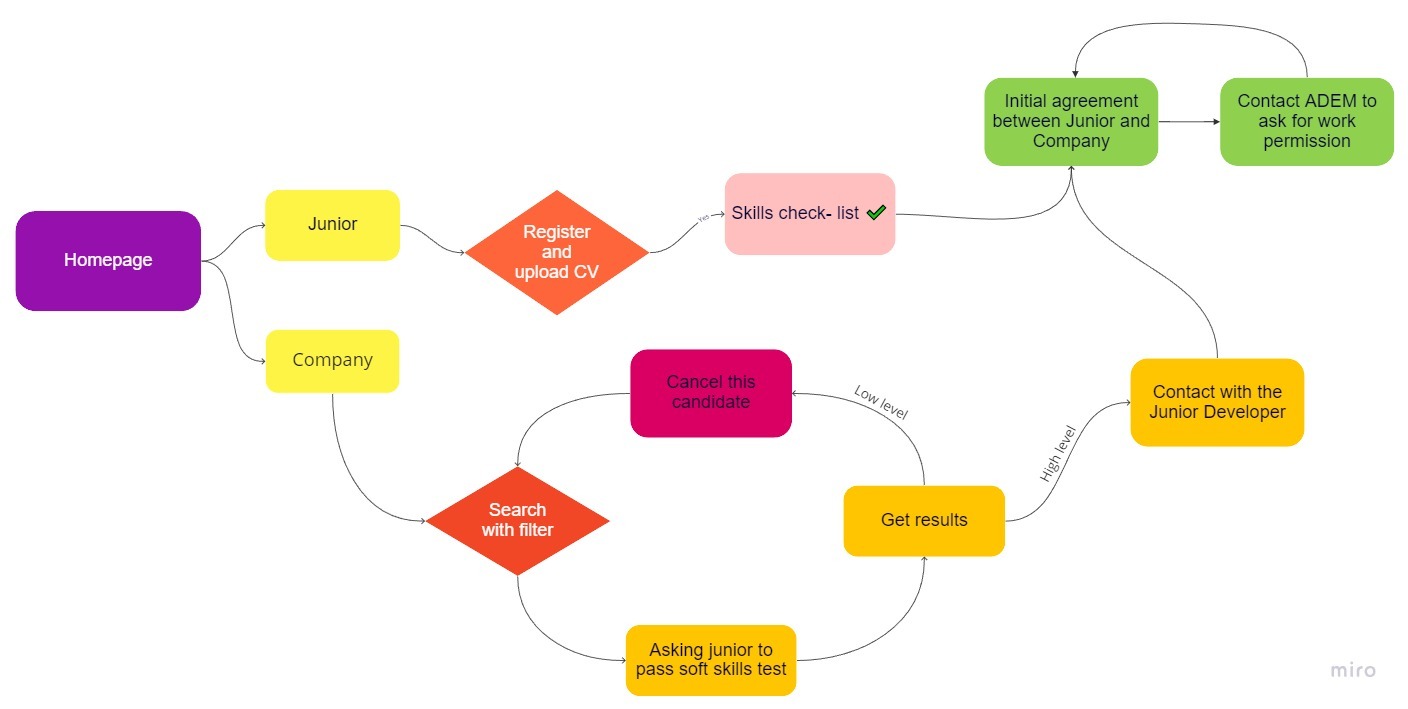 Initial agreement
between Junior and
Company
Contact ADEM to
ask for work
permission
Homepage
Junior
Register
and
upload CV
Yes
Skills check- list
Company
Cancel this
candidate
Low level
High level
Contact with the
Junior Developer
Search
with filter
Get results
Asking junior to
pass soft skills test
miro